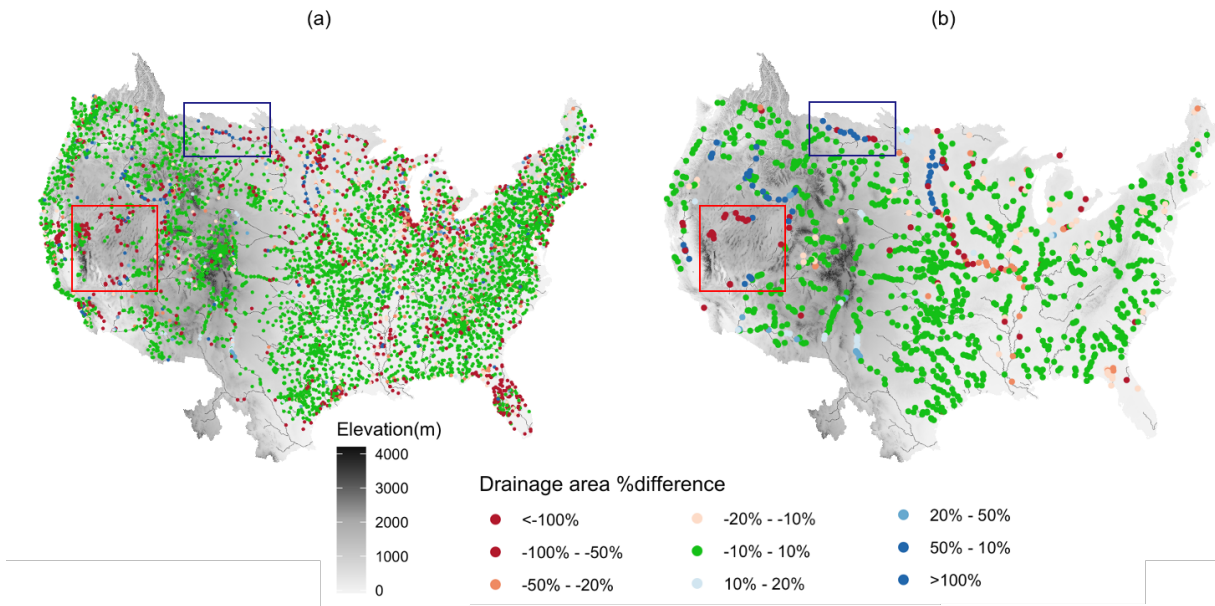 (a)
(b)
Elevation(m)
4000
3000
2000
1000
0
Drainage area %difference
<-100%
-20% - -10%
20% - 50%
-100% - -50%
-10% - 10%
50% - 10%
-50% - -20%
10% - 20%
>100%